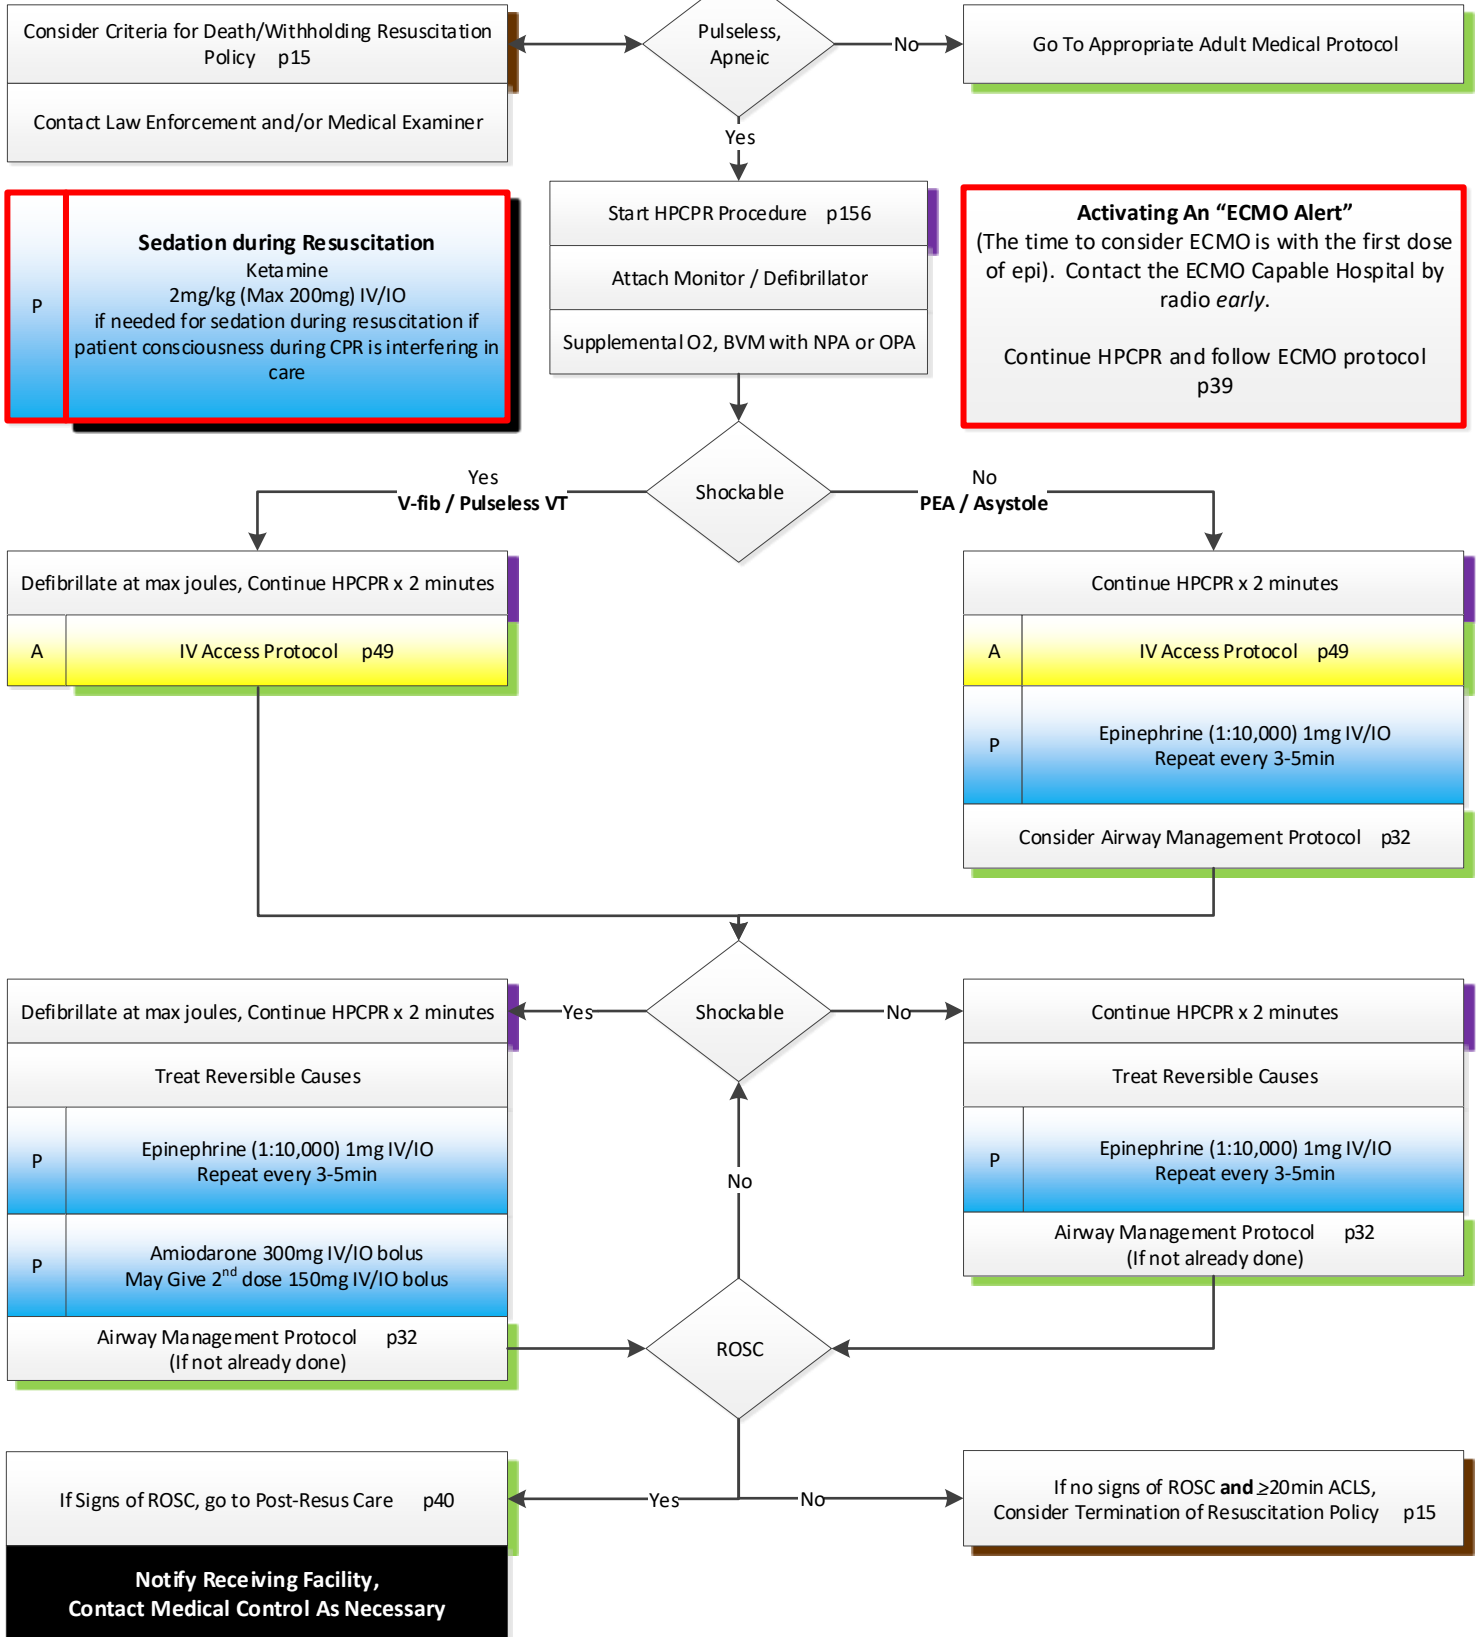 Consider Criteria for Death/Withholding Resuscitation
Policy p15
Contact Law Enforcement and/or Medical Examiner
Pulseless,
Apneic
No
Go To Appropriate Adult Medical Protocol
Yes
P
Sedation during Resuscitation
Ketamine
2mg/kg (Max 200mg) IV/IO
if needed for sedation during resuscitation if
patient consciousness during CPR is interfering in
care
Start HPCPR Procedure p156
Attach Monitor / Defibrillator
Supplemental O2, BVM with NPA or OPA
Activating An “ECMO Alert”
(The time to consider ECMO is with the first dose
of epi). Contact the ECMO Capable Hospital by
radio early.
Continue HPCPR and follow ECMO protocol
p39
Shockable
Yes
V-fib / Pulseless VT
No
PEA / Asystole
Defibrillate at max joules, Continue HPCPR x 2 minutes
A
IV Access Protocol p49
Continue HPCPR x 2 minutes
A
IV Access Protocol p49
P
Epinephrine (1:10,000) 1mg IV/IO
Repeat every 3-5min
Consider Airway Management Protocol p32
Shockable
Yes
No
Defibrillate at max joules, Continue HPCPR x 2 minutes
Treat Reversible Causes
P
Epinephrine (1:10,000) 1mg IV/IO
Repeat every 3-5min
P
Amiodarone 300mg IV/IO bolus
May Give 2nd dose 150mg IV/IO bolus
Airway Management Protocol p32
(If not already done)
Continue HPCPR x 2 minutes
Treat Reversible Causes
P
Epinephrine (1:10,000) 1mg IV/IO
Repeat every 3-5min
Airway Management Protocol p32
(If not already done)
No
ROSC
Yes
No
If Signs of ROSC, go to Post-Resus Care p40
Notify Receiving Facility,
Contact Medical Control As Necessary
If no signs of ROSC and ≥20min ACLS,
Consider Termination of Resuscitation Policy p15